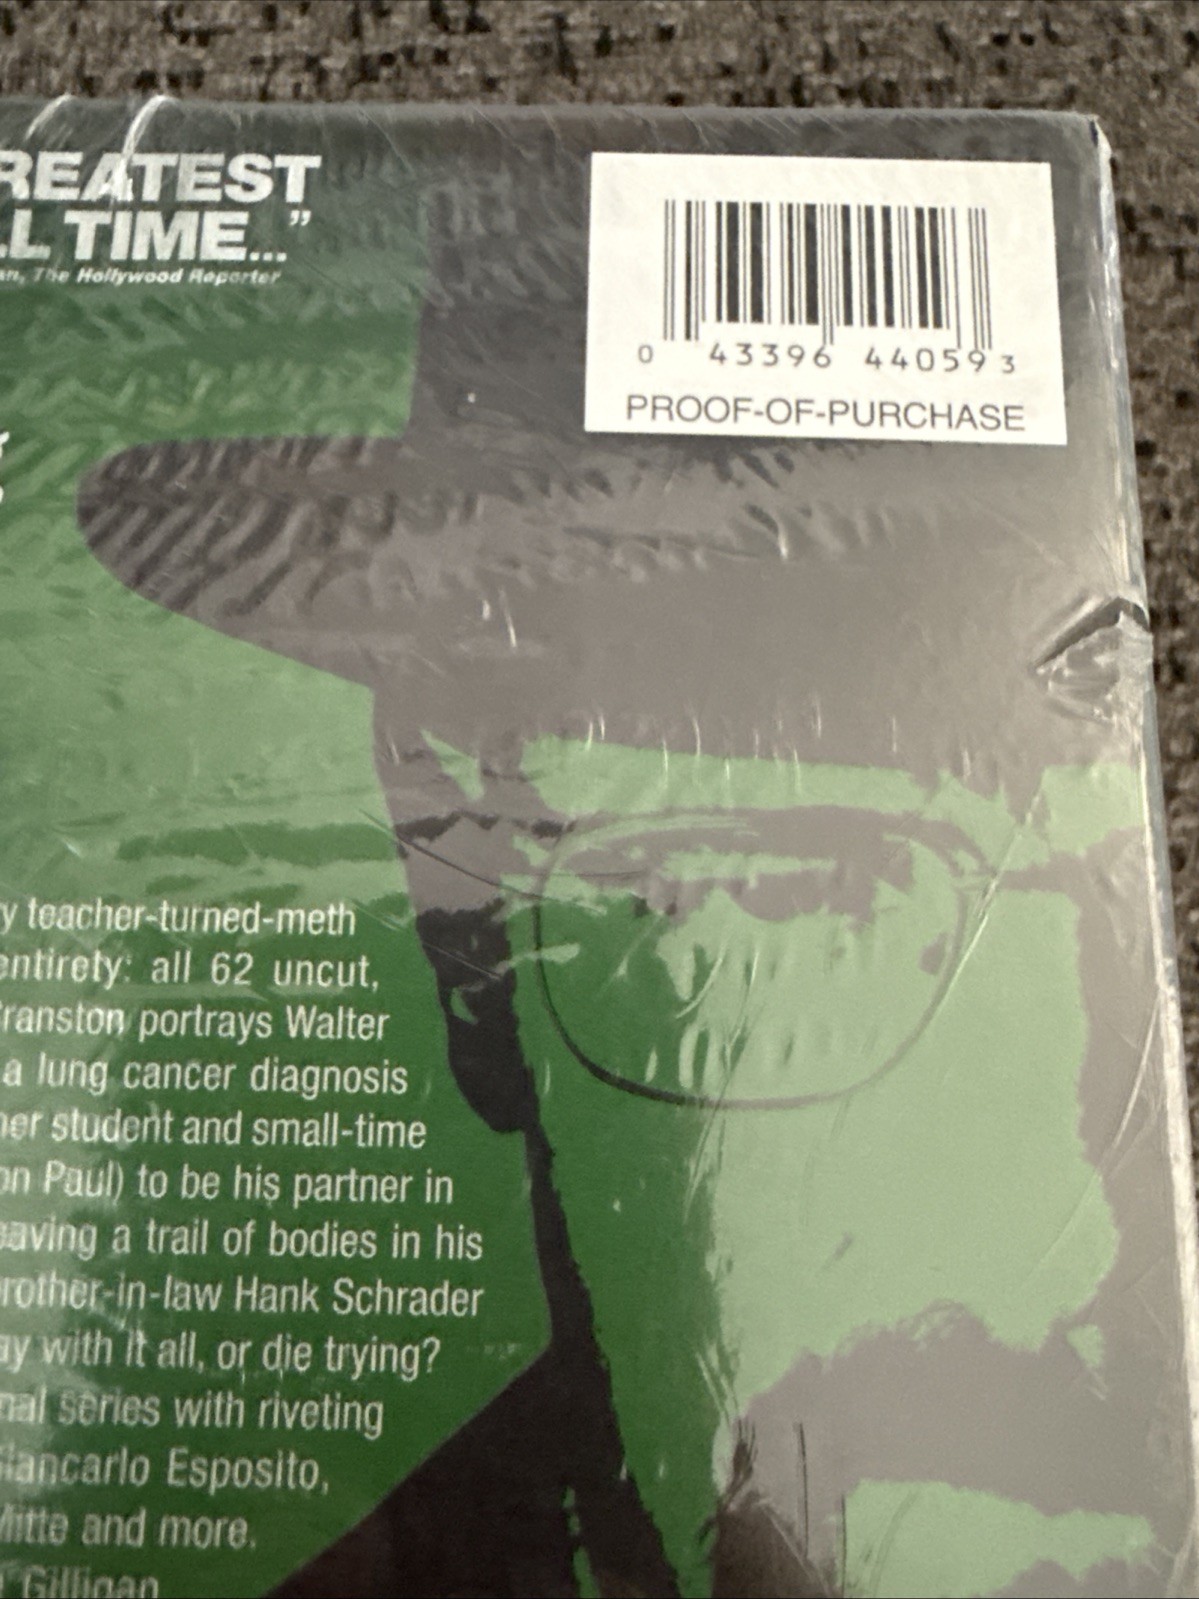 REATEST
LL TIME..."
an, The Hollywood Reporter
0 43396 44059 3
PROOF-OF-PURCHASE
y teacher-turned-meth
entirety: all 62 uncut,
Cranston portrays Walter
a lung cancer diagnosis
ner student and small-time
on Paul) to be his partner in
eaving a trail of bodies in his
brother-in-law Hank Schrader
ay with it all, or die trying?
nal series with riveting
Giancarlo Esposito,
Mitte and more.
Gilligan